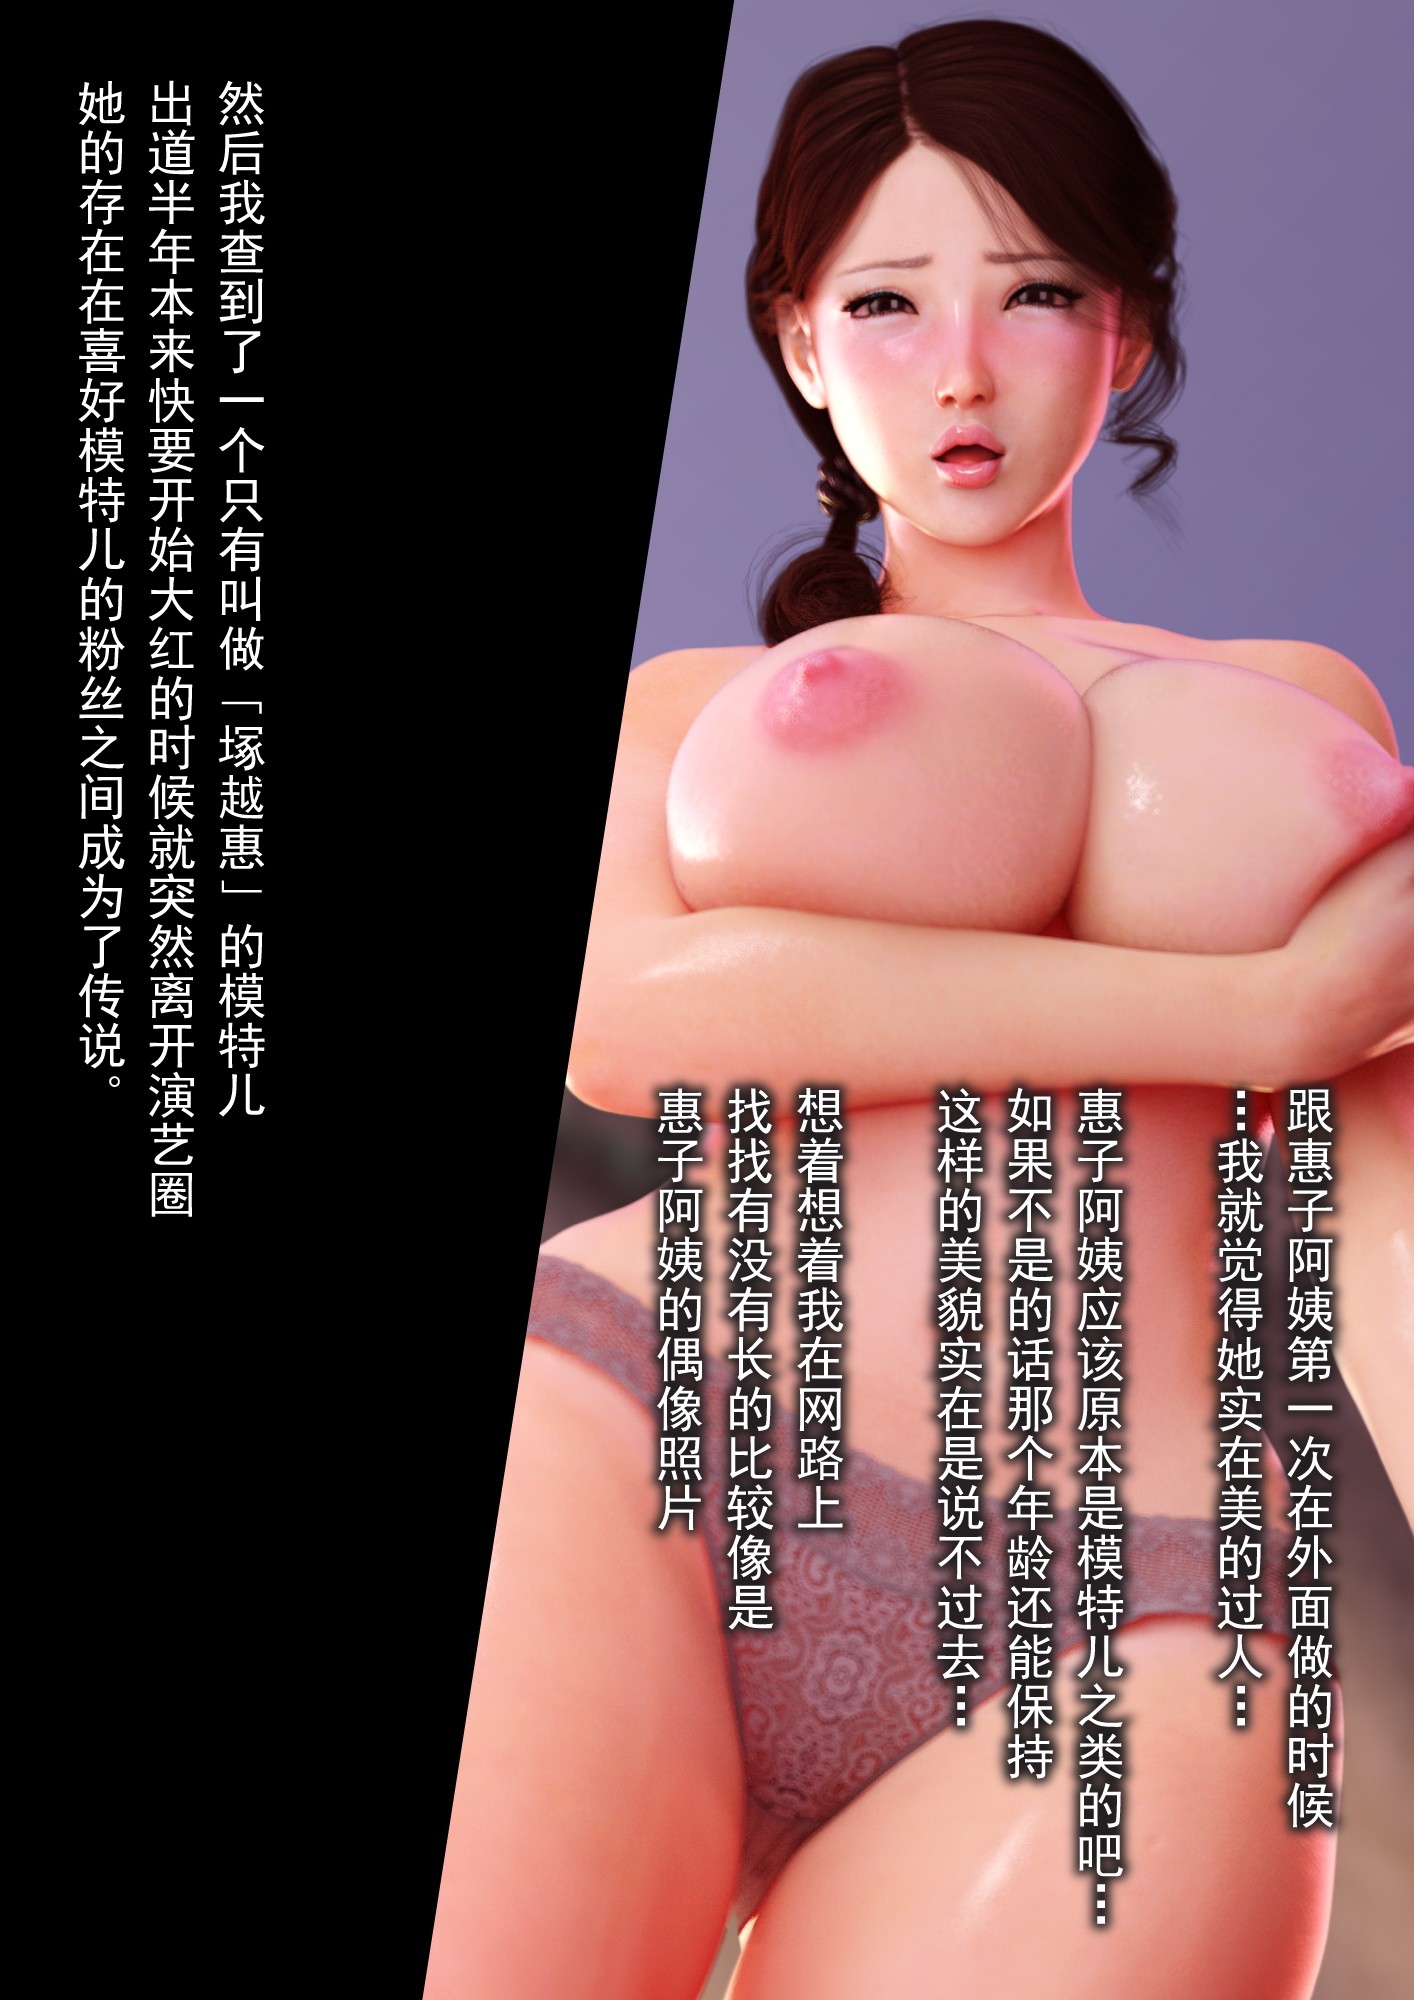 跟惠子阿姨第一次在外面做的时候
…我就觉得她实在美的过人…
惠子阿姨应该原本是模特儿之类的吧…
如果不是的话那个年龄还能保持
这样的美貌实在是说不过去…
想着想着我在网路上
找找有没有长的比较像是
惠子阿姨的偶像照片
然后我查到了一个只有叫做「塚越惠」的模特儿
出道半年本来快要开始大红的时候就突然离开演艺圈
她的存在在喜好模特儿的粉丝之间成为了传说。